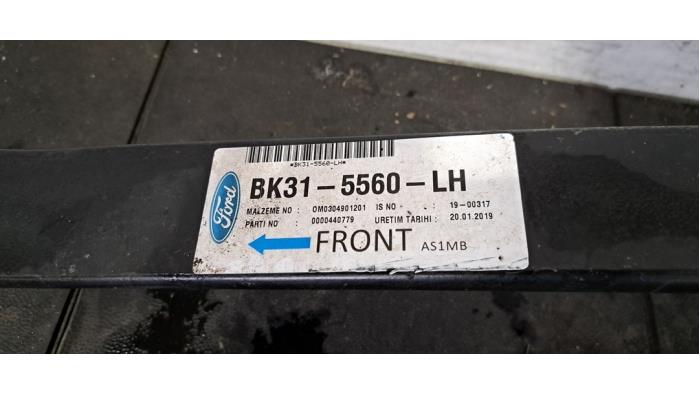 *BK31-5560-LH*
Ford
BK31-5560-LH
MALZEME NO : OM0304901201 IS NO : 19-00317
PARTI NO : 0000440779 URETIM TARIHI : 20.01.2019
FRONT AS1MB